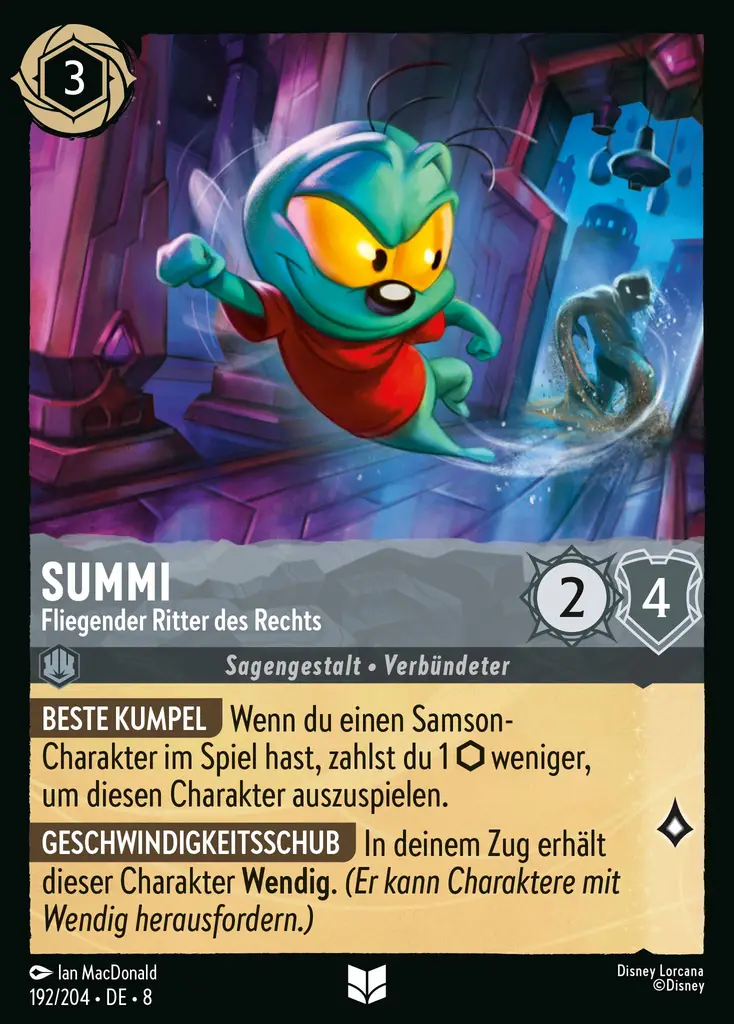 3
SUMMI
Fliegender Ritter des Rechts
2
4
Sagengestalt • Verbündeter
BESTE KUMPEL Wenn du einen Samson-
Charakter im Spiel hast, zahlst du 1 ⬡ weniger,
um diesen Charakter auszuspielen.
GESCHWINDIGKEITSSCHUB In deinem Zug erhält
dieser Charakter Wendig. (Er kann Charaktere mit
Wendig herausfordern.)
Ian MacDonald
192/204 • DE • 8
Disney Lorcana
©Disney